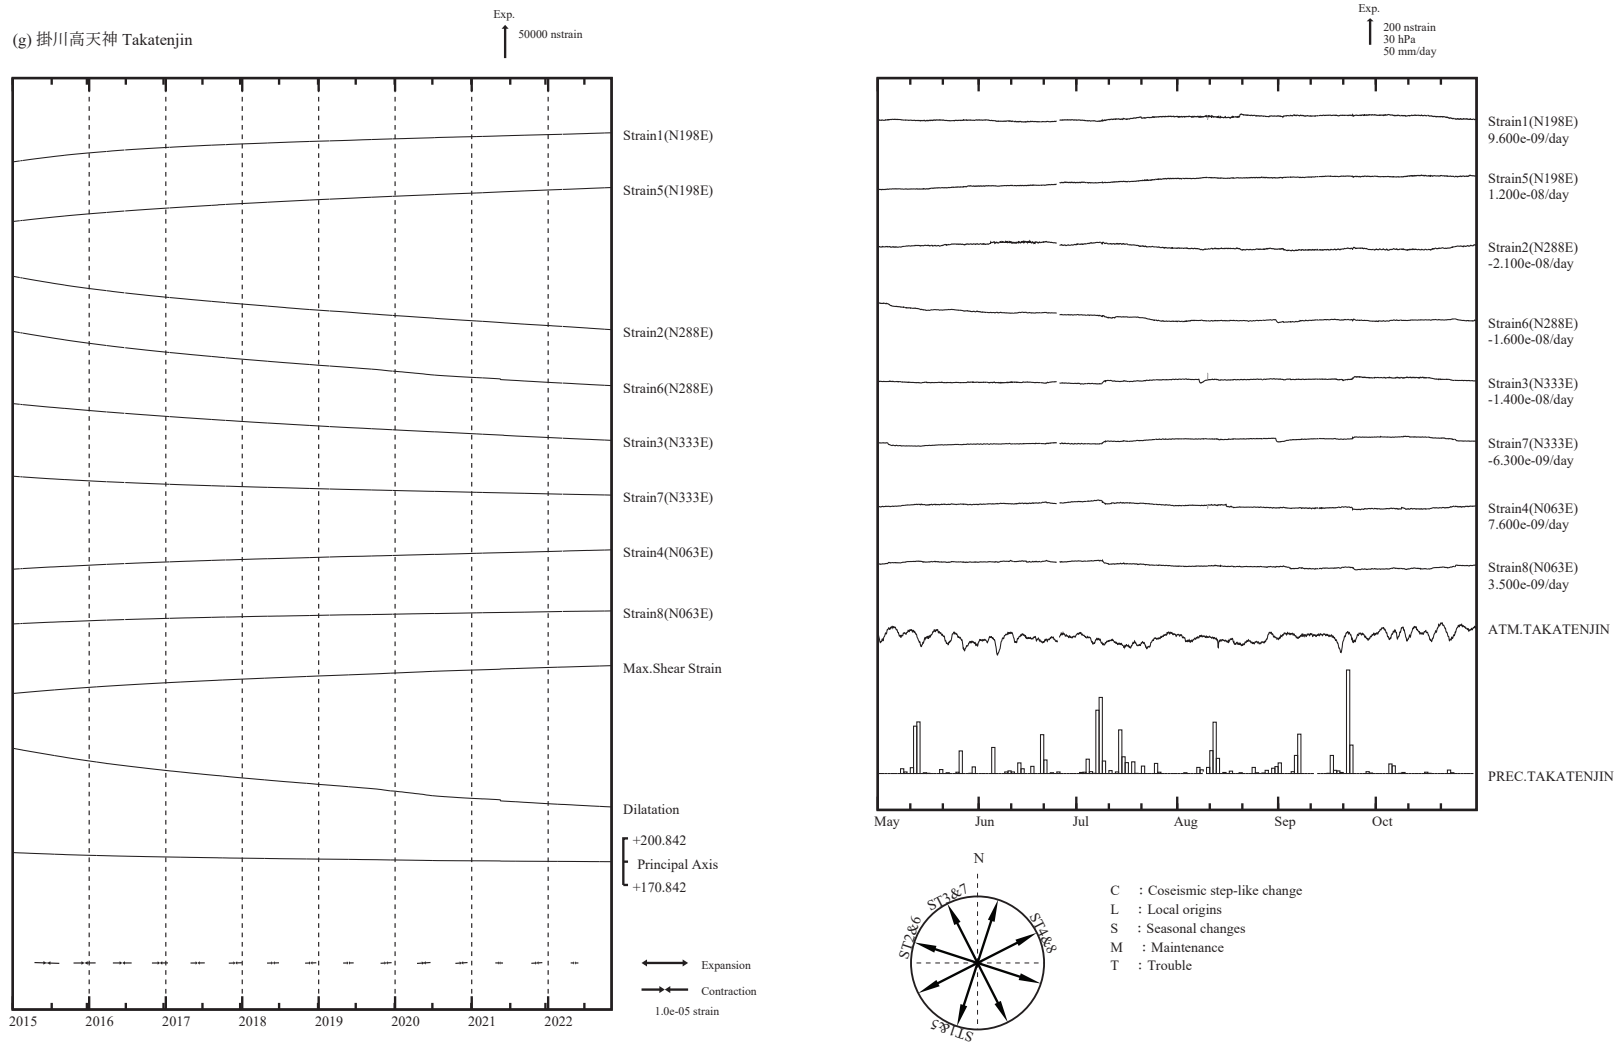 (g) 掛川高天神 Takatenjin
Exp.
50000 nstrain
Strain1(N198E)
Strain5(N198E)
Strain2(N288E)
Strain6(N288E)
Strain3(N333E)
Strain7(N333E)
Strain4(N063E)
Strain8(N063E)
Max.Shear Strain
Dilatation
+200.842
Principal Axis
+170.842
Expansion
Contraction
1.0e-05 strain
2015 2016 2017 2018 2019 2020 2021 2022
Exp.
200 nstrain
30 hPa
50 mm/day
Strain1(N198E)
9.600e-09/day
Strain5(N198E)
1.200e-08/day
Strain2(N288E)
-2.100e-08/day
Strain6(N288E)
-1.600e-08/day
Strain3(N333E)
-1.400e-08/day
Strain7(N333E)
-6.300e-09/day
Strain4(N063E)
7.600e-09/day
Strain8(N063E)
3.500e-09/day
ATM.TAKATENJIN
PREC.TAKATENJIN
May Jun Jul Aug Sep Oct
N
ST3&7
ST4&8
ST2&6
ST1&5
C : Coseismic step-like change
L : Local origins
S : Seasonal changes
M : Maintenance
T : Trouble